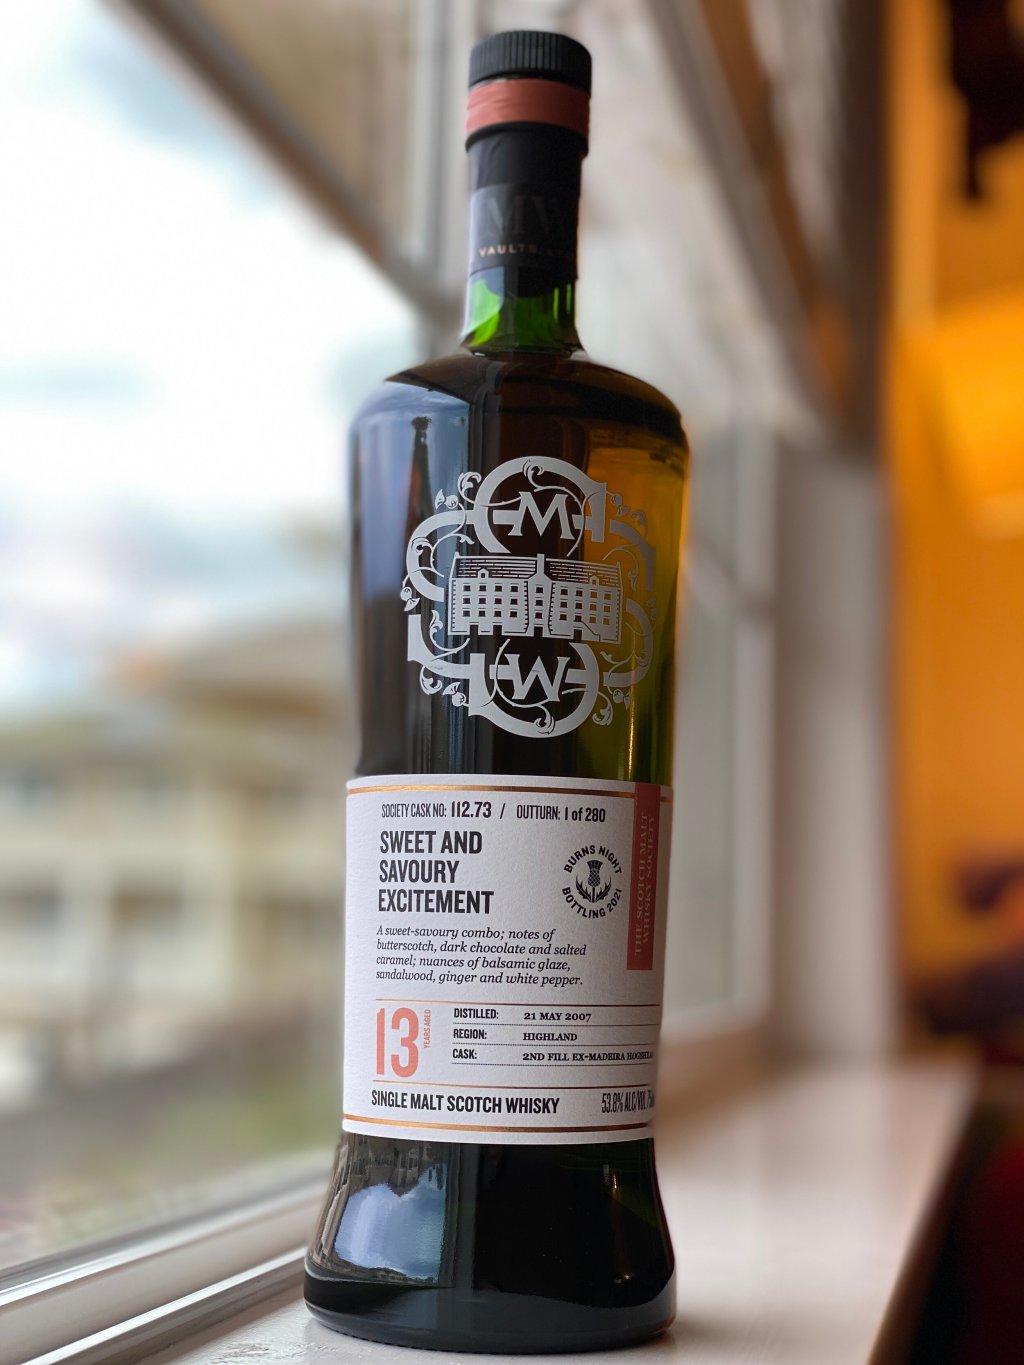 VAULTS
M
W
SOCIETY CASK NO: 112.73 / OUTTURN: 1 of 280
SWEET AND
SAVOURY
EXCITEMENT
BURNS NIGHT
BOTTLING 2021
THE SCOTCH MALT
WHISKY SOCIETY
A sweet-savoury combo; notes of
butterscotch, dark chocolate and salted
caramel; nuances of balsamic glaze,
sandalwood, ginger and white pepper.
13
YEARS AGED
DISTILLED: 21 MAY 2007
REGION: HIGHLAND
CASK: 2ND FILL EX-MADEIRA
SINGLE MALT SCOTCH WHISKY 53.8% ALC/VOL